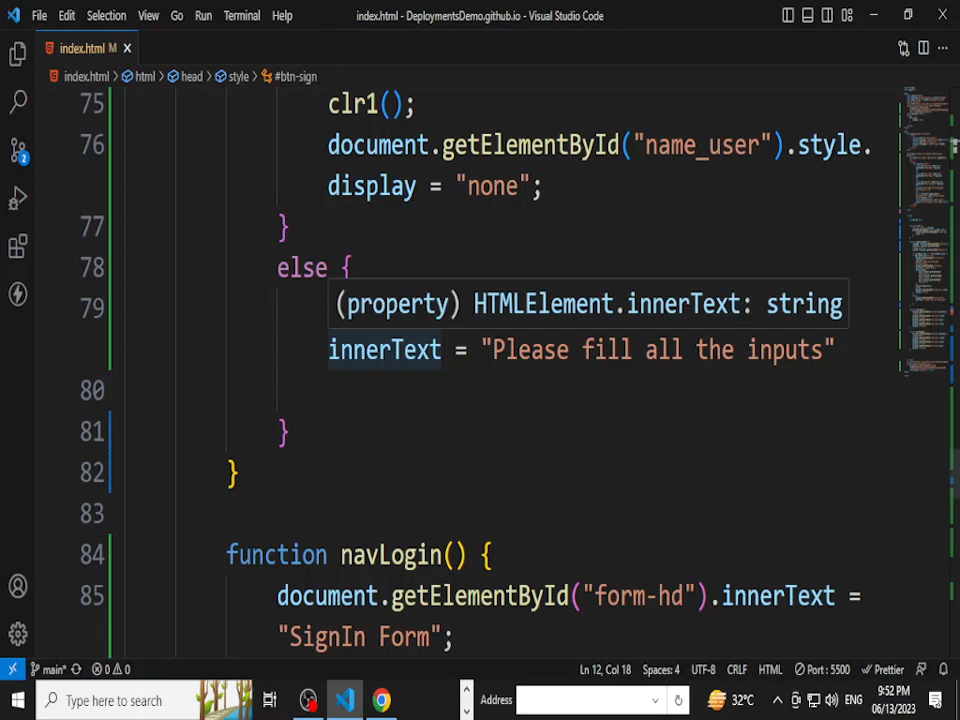 File Edit Selection View Go Run Terminal Help index.html - DeploymentsDemo.github.io - Visual Studio Code
index.html M
index.html > html > head > style > #btn-sign
75 clr1();
76 document.getElementById("name_user").style.
display = "none";
77 }
78 else {
79
(property) HTMLElement.innerText: string
innerText = "Please fill all the inputs"
80
81 }
82 }
83
84 function navLogin() {
85 document.getElementById("form-hd").innerText =
"SignIn Form";
2
main* 0 0 Ln 12, Col 18 Spaces: 4 UTF-8 CRLF HTML Port : 5500 Prettier
Type here to search Address 32°C ENG 9:52 PM
06/13/2023